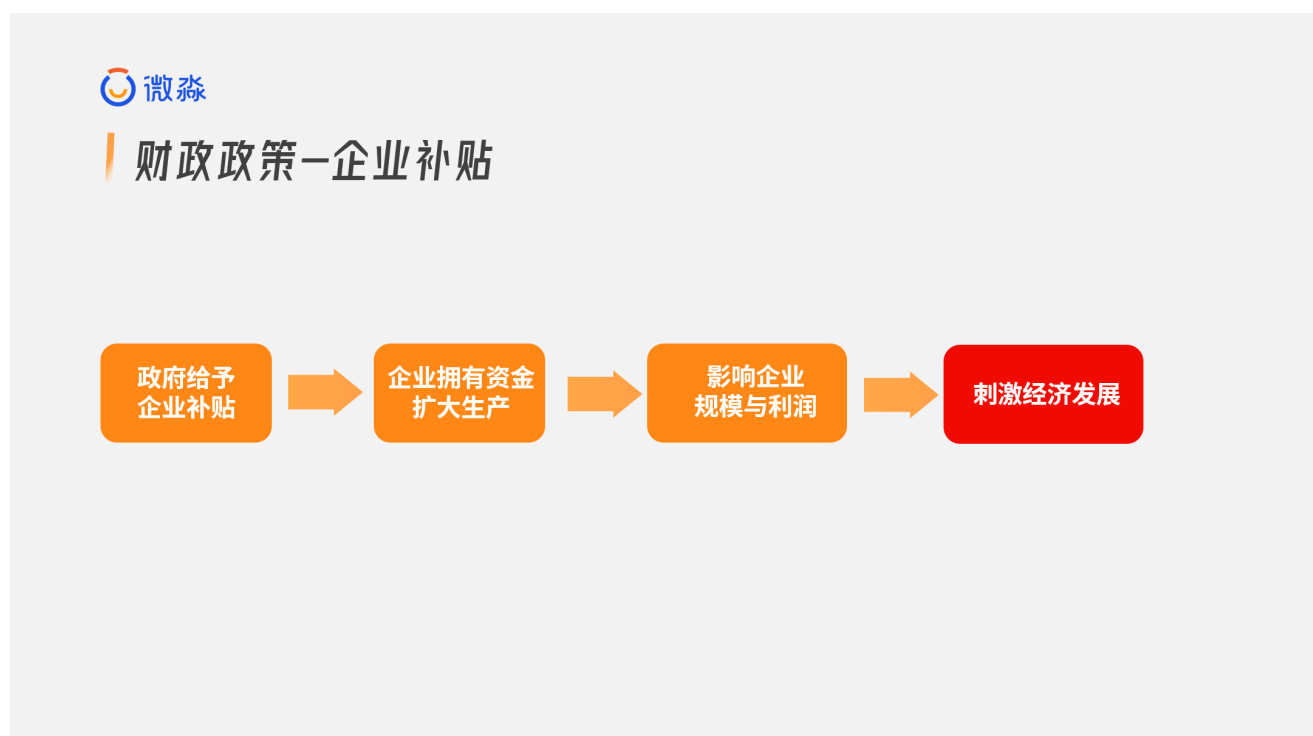 微淼
财政政策-企业补贴
政府给予
企业补贴
企业拥有资金
扩大生产
影响企业
规模与利润
刺激经济发展